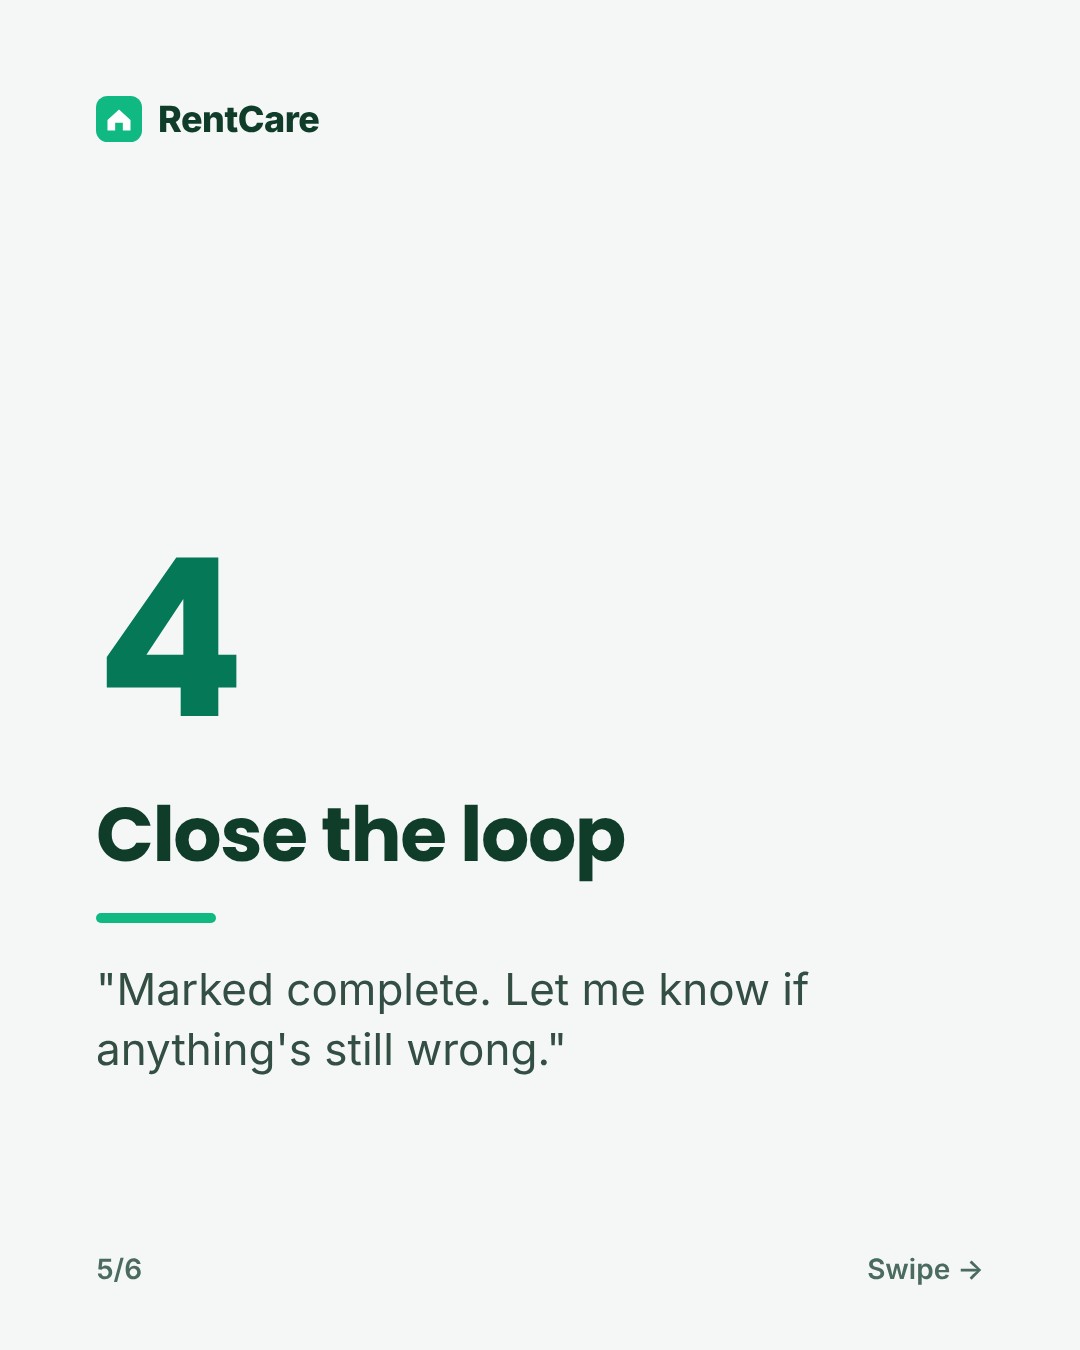 RentCare
4
Close the loop
"Marked complete. Let me know if
anything's still wrong."
5/6
Swipe →